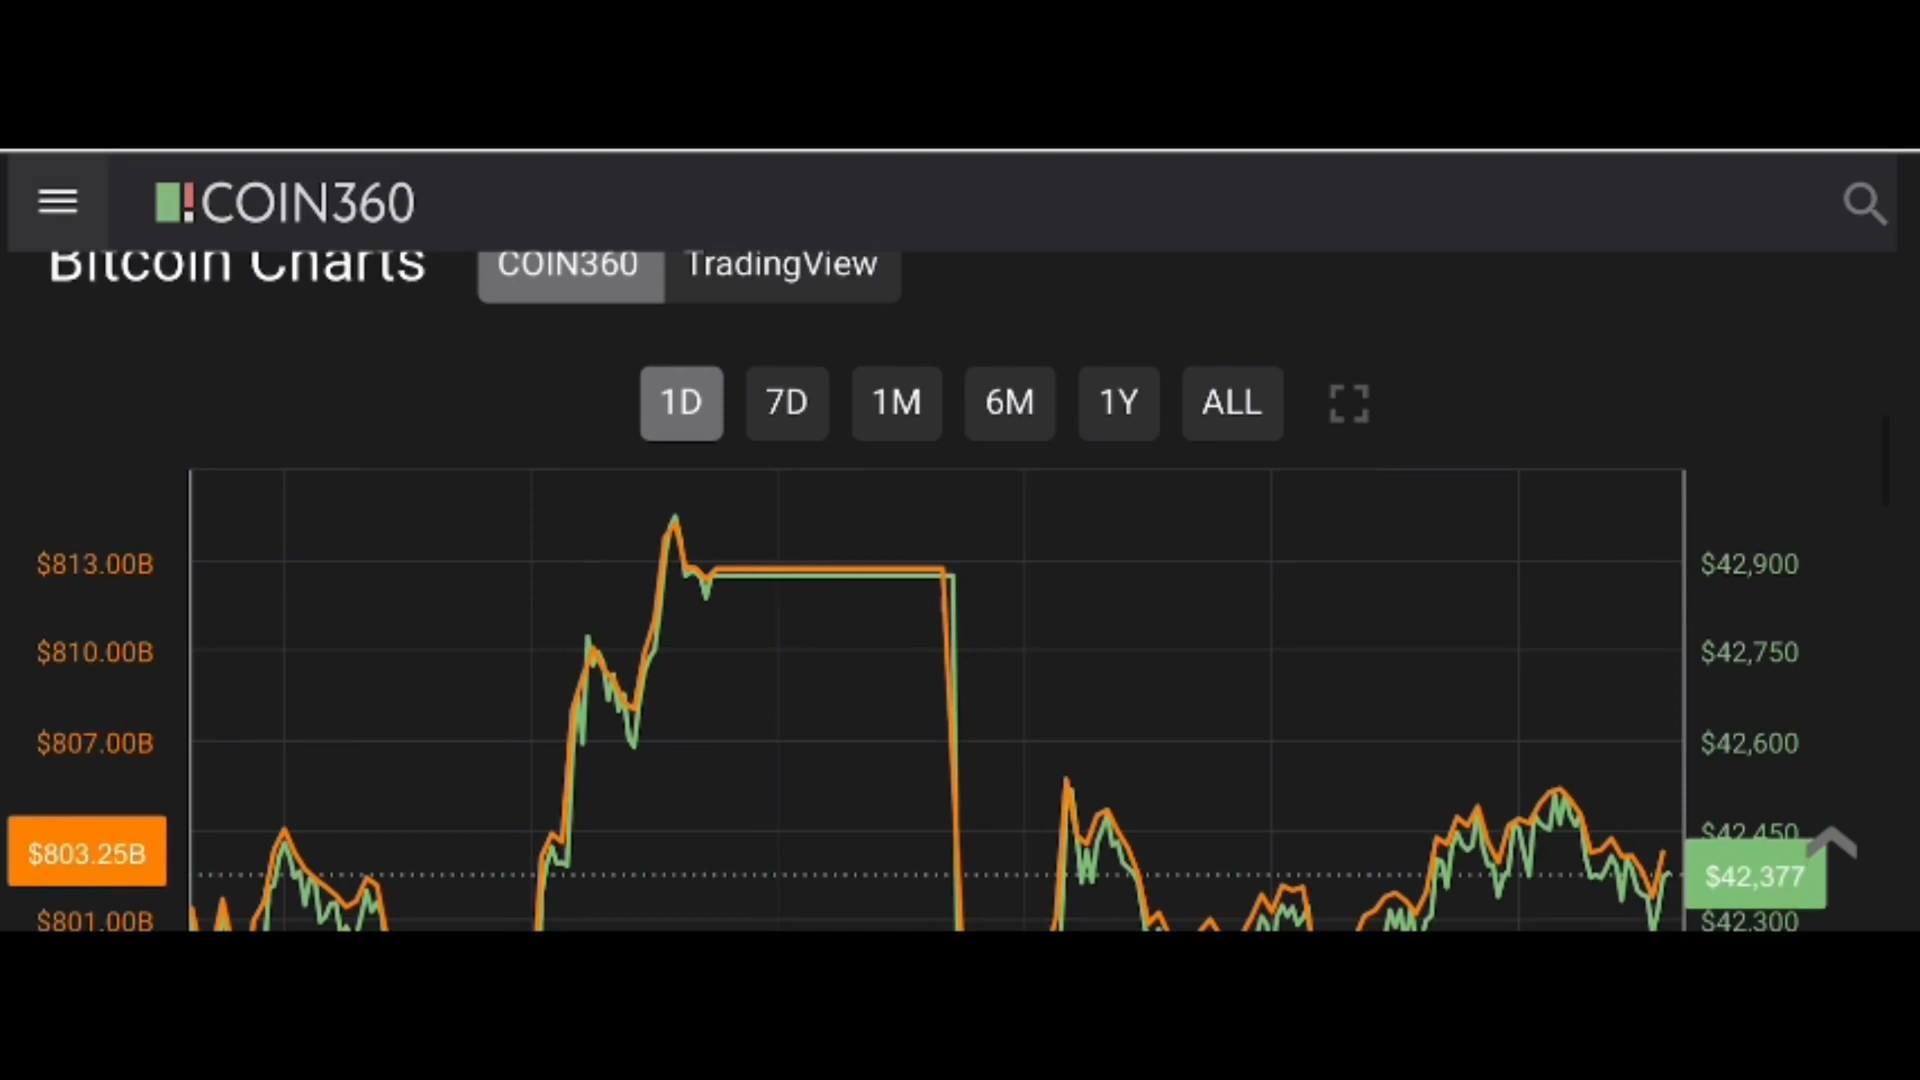 COIN360
Bitcoin Charts COIN360 TradingView
1D 7D 1M 6M 1Y ALL
$813.00B $42,900
$810.00B $42,750
$807.00B $42,600
$42,450
$803.25B $42,377
$801.00B $42,300